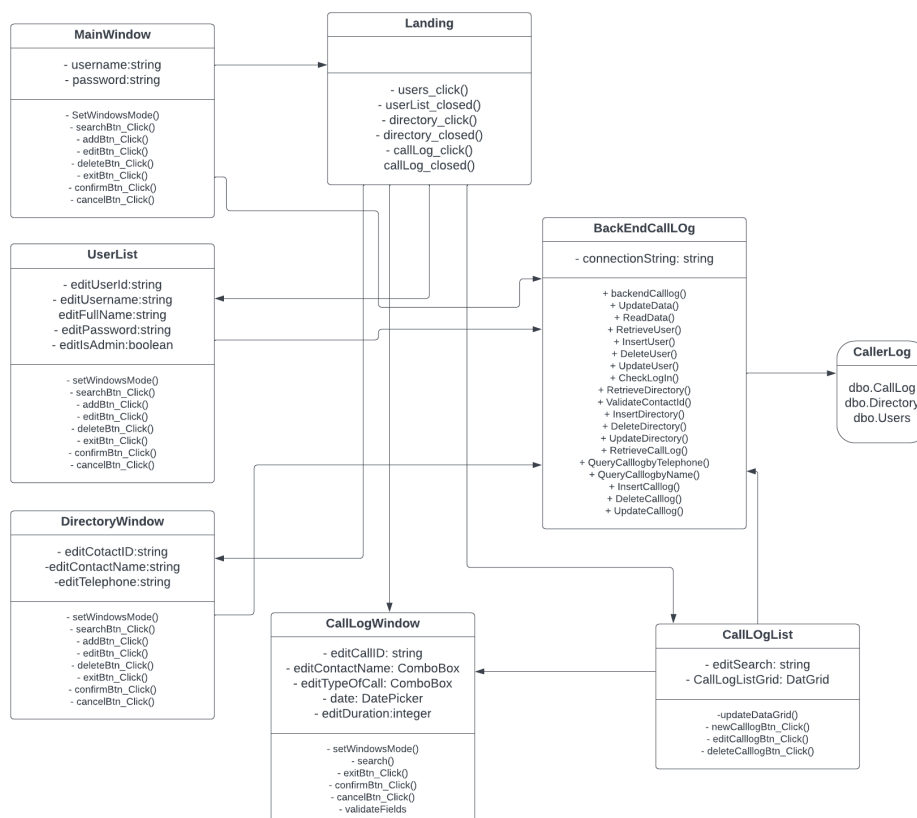 MainWindow
- username:string
- password:string
- SetWindowsMode()
- searchBtn_Click()
- addBtn_Click()
- editBtn_Click()
- deleteBtn_Click()
- exitBtn_Click()
- confirmBtn_Click()
- cancelBtn_Click()
Landing
- users_click()
- userList_closed()
- directory_click()
- directory_closed()
- callLog_click()
callLog_closed()
UserList
- editUserId:string
- editUsername:string
editFullName:string
- editPassword:string
- editIsAdmin:boolean
- setWindowsMode()
- searchBtn_Click()
- addBtn_Click()
- editBtn_Click()
- deleteBtn_Click()
- exitBtn_Click()
- confirmBtn_Click()
- cancelBtn_Click()
BackEndCallLOg
- connectionString: string
+ backendCalllog()
+ UpdateData()
+ ReadData()
+ RetrieveUser()
+ InsertUser()
+ DeleteUser()
+ UpdateUser()
+ CheckLogIn()
+ RetrieveDirectory()
+ ValidateContactId()
+ InsertDirectory()
+ DeleteDirectory()
+ UpdateDirectory()
+ RetrieveCallLog()
+ QueryCalllogbyTelephone()
+ QueryCalllogbyName()
+ InsertCalllog()
+ DeleteCalllog()
+ UpdateCalllog()
CallerLog
dbo.CallLog
dbo.Directory
dbo.Users
DirectoryWindow
- editCotactID:string
-editContactName:string
-editTelephone:string
- setWindowsMode()
- searchBtn_Click()
- addBtn_Click()
- editBtn_Click()
- deleteBtn_Click()
- exitBtn_Click()
- confirmBtn_Click()
- cancelBtn_Click()
CallLogWindow
- editCallID: string
- editContactName: ComboBox
- editTypeOfCall: ComboBox
- date: DatePicker
- editDuration:integer
- setWindowsMode()
- search()
- exitBtn_Click()
- confirmBtn_Click()
- cancelBtn_Click()
- validateFields
CallLOgList
- editSearch: string
- CallLogListGrid: DatGrid
-updateDataGrid()
- newCalllogBtn_Click()
- editCalllogBtn_Click()
- deleteCalllogBtn_Click()